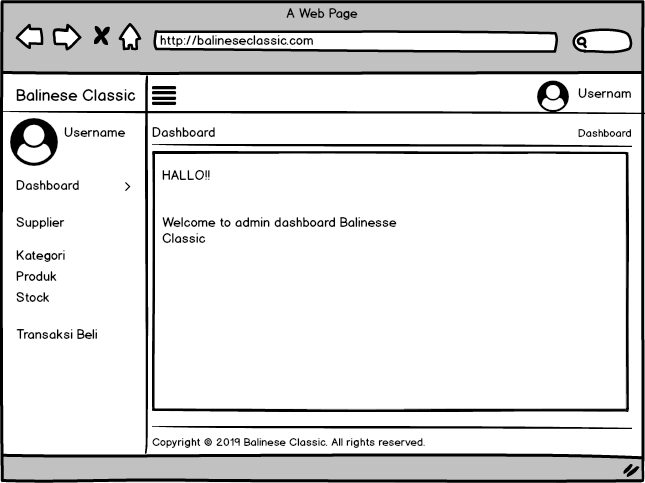 A Web Page
http://balineseclassic.com
Balinese Classic
Usernam
Username
Dashboard
Supplier
Kategori
Produk
Stock
Transaksi Beli
Dashboard
Dashboard
HALLO!!
Welcome to admin dashboard Balinesse
Classic
Copyright © 2019 Balinese Classic. All rights reserved.